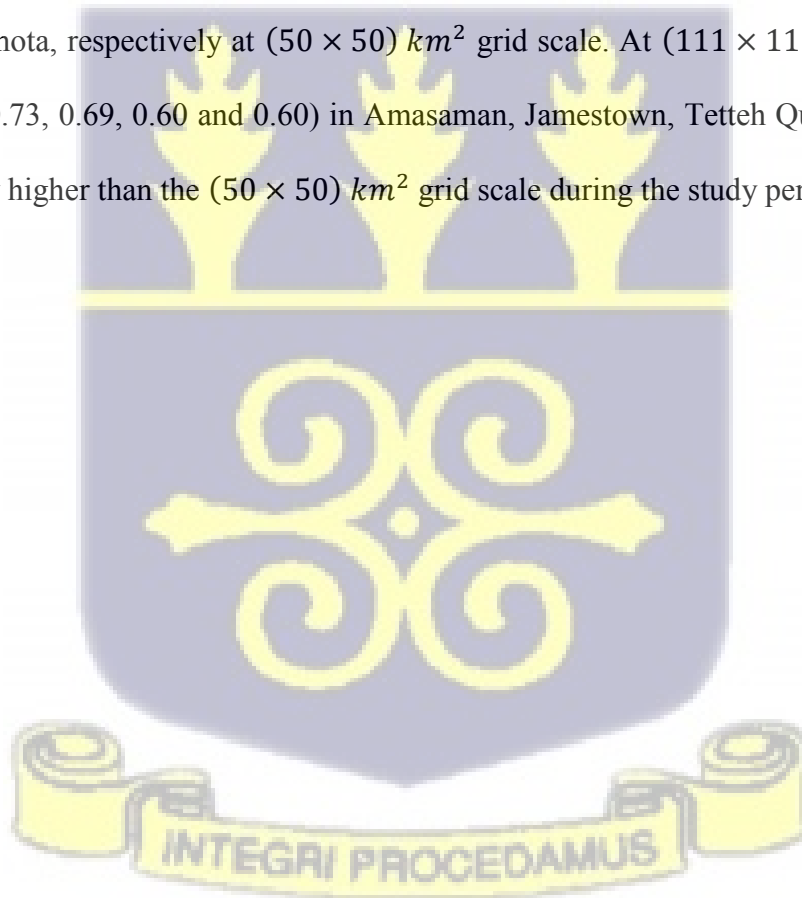 nota, respectively at (50 × 50) km² grid scale. At (111 × 11
.73, 0.69, 0.60 and 0.60) in Amasaman, Jamestown, Tetteh Qu
higher than the (50 × 50) km² grid scale during the study per
INTEGRI PROCEDAMUS